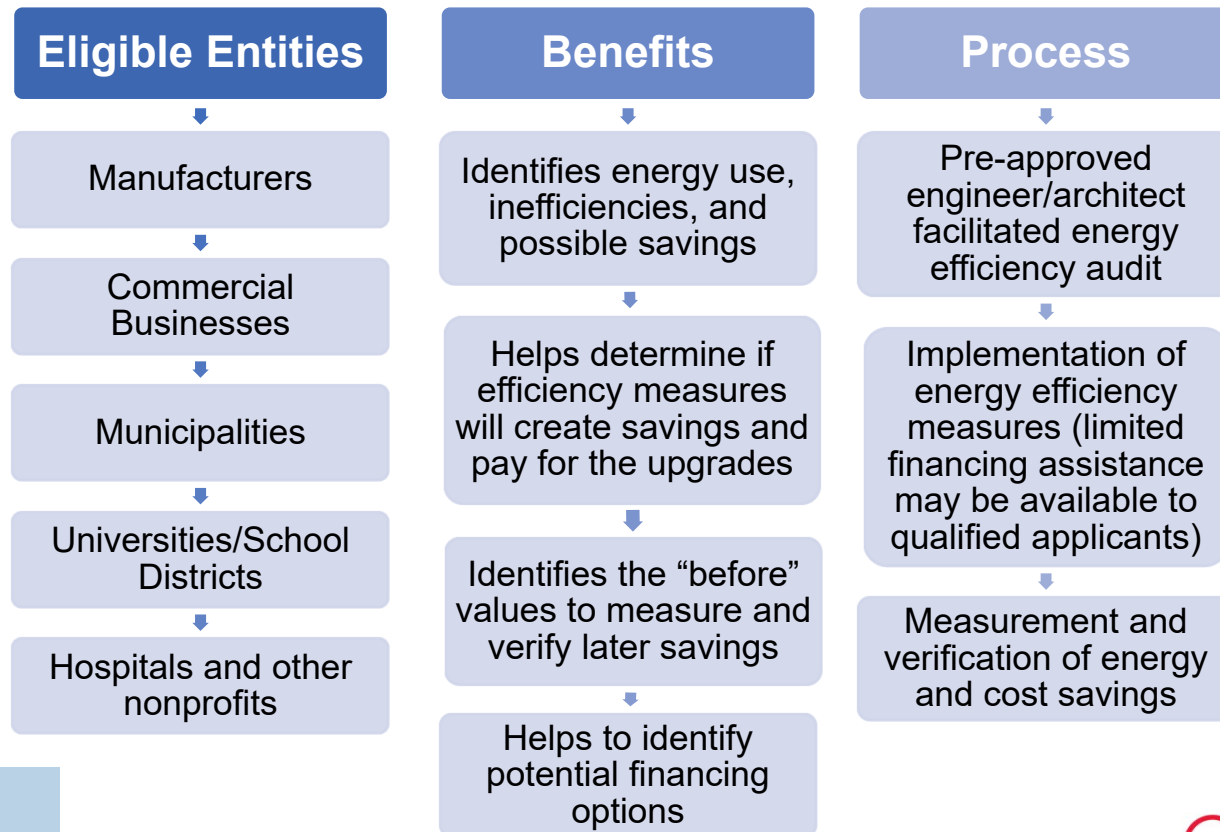 Eligible Entities
Manufacturers
Commercial
Businesses
Municipalities
Universities/School
Districts
Hospitals and other
nonprofits
Benefits
Identifies energy use,
inefficiencies, and
possible savings
Helps determine if
efficiency measures
will create savings and
pay for the upgrades
Identifies the “before”
values to measure and
verify later savings
Helps to identify
potential financing
options
Process
Pre-approved
engineer/architect
facilitated energy
efficiency audit
Implementation of
energy efficiency
measures (limited
financing assistance
may be available to
qualified applicants)
Measurement and
verification of energy
and cost savings